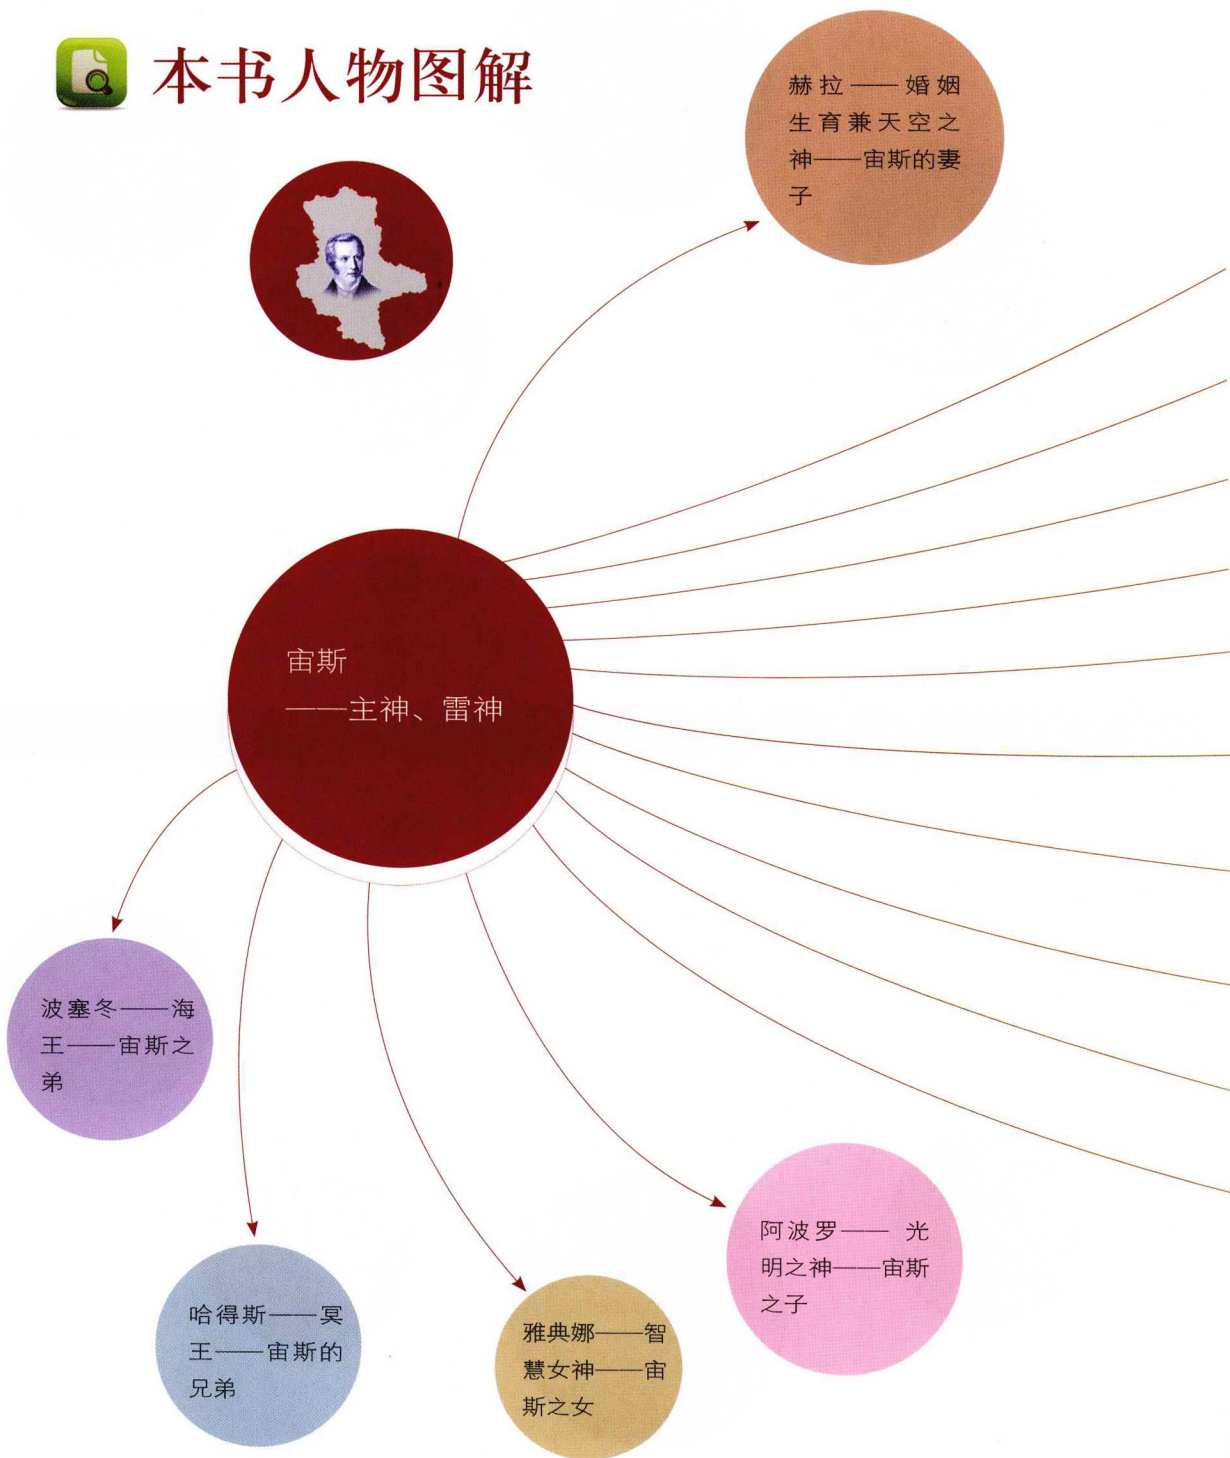 本书人物图解
赫拉——婚姻
生育兼天空之
神——宙斯的妻
子
宙斯
——主神、雷神
波塞冬——海
王——宙斯之
弟
哈得斯——冥
王——宙斯的
兄弟
雅典娜——智
慧女神——宙
斯之女
阿波罗—— 光
明之神——宙斯
之子